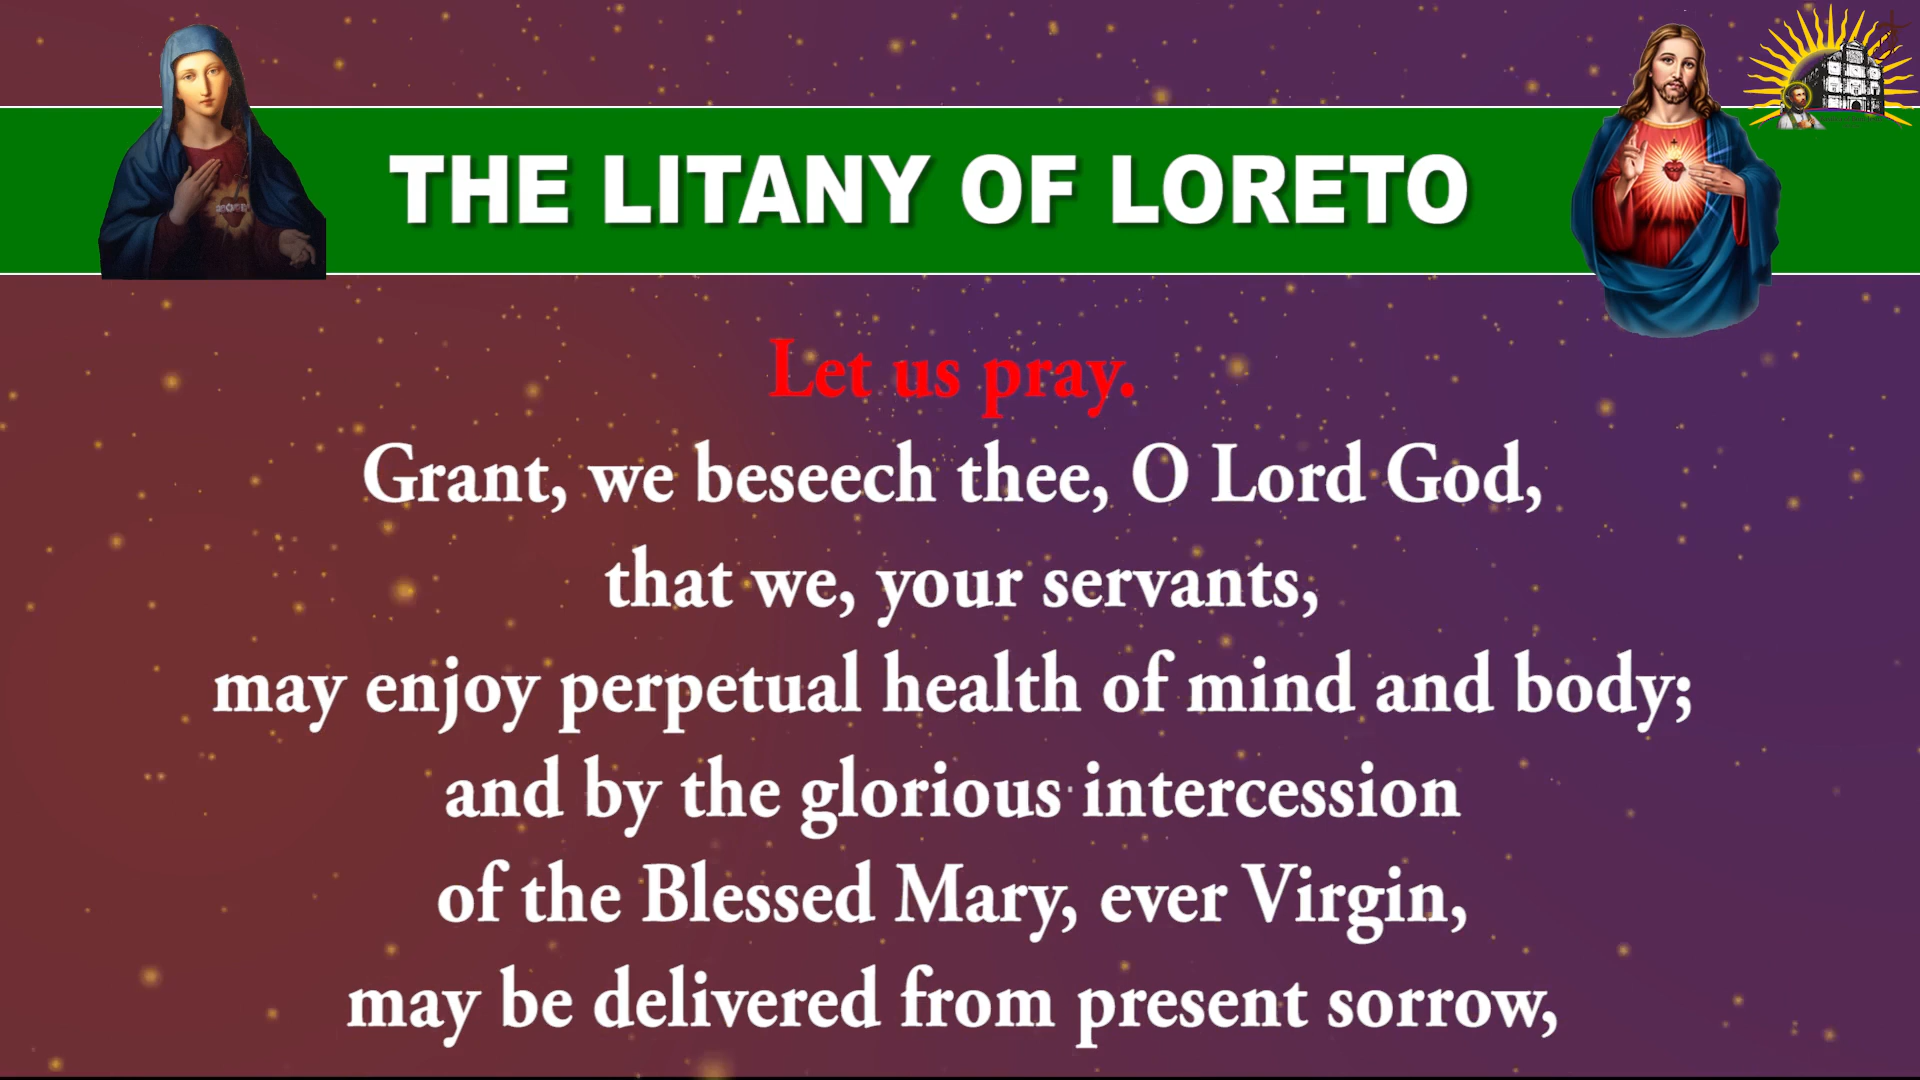 THE LITANY OF LORETO
Let us pray.
Grant, we beseech thee, O Lord God,
that we, your servants,
may enjoy perpetual health of mind and body;
and by the glorious intercession
of the Blessed Mary, ever Virgin,
may be delivered from present sorrow,